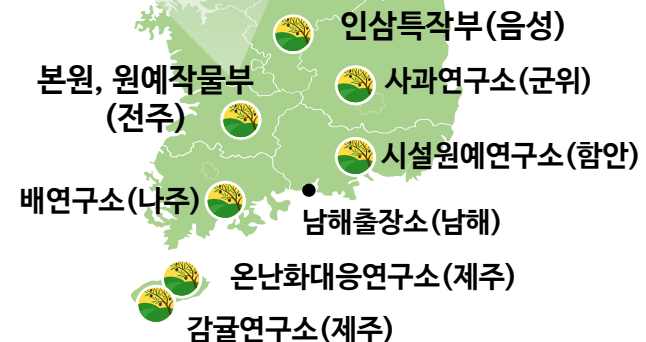 인삼특작부(음성)
본원, 원예작물부
(전주)
사과연구소(군위)
시설원예연구소(함안)
배연구소(나주)
남해출장소(남해)
온난화대응연구소(제주)
감귤연구소(제주)